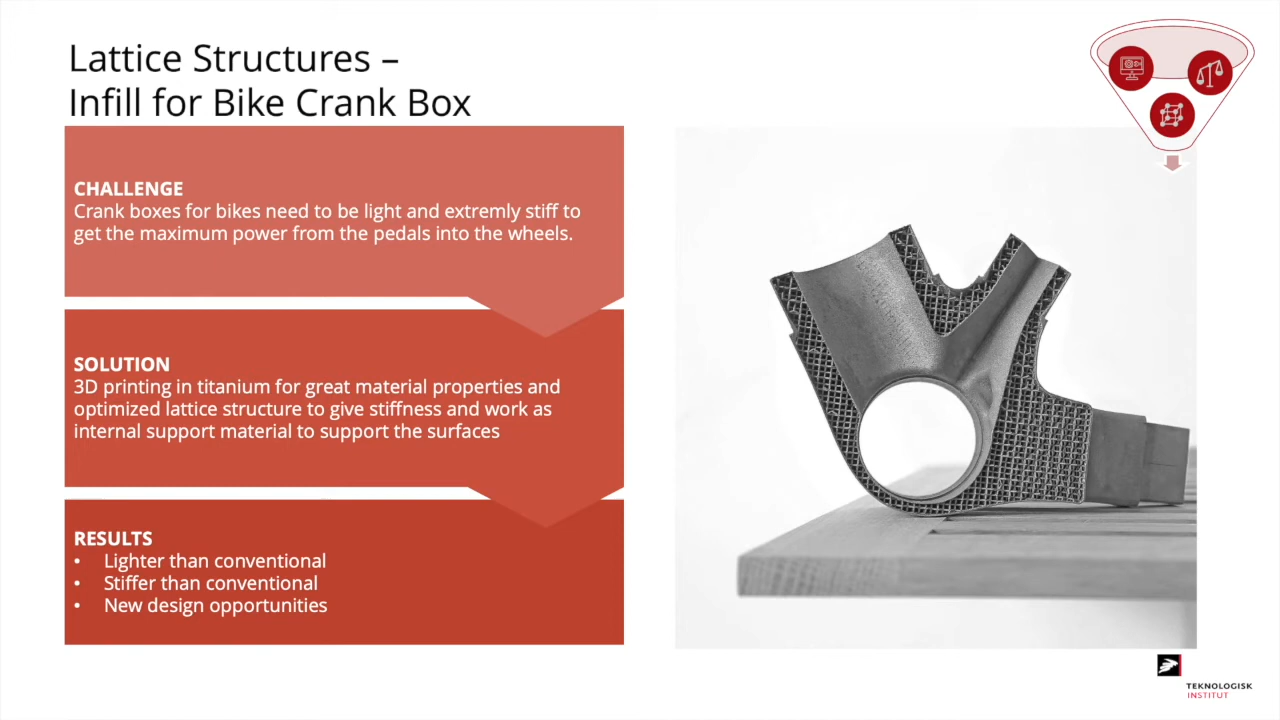 Lattice Structures –
Infill for Bike Crank Box
CHALLENGE
Crank boxes for bikes need to be light and extremly stiff to
get the maximum power from the pedals into the wheels.
SOLUTION
3D printing in titanium for great material properties and
optimized lattice structure to give stiffness and work as
internal support material to support the surfaces
RESULTS
• Lighter than conventional
• Stiffer than conventional
• New design opportunities
TEKNOLOGISK
INSTITUT